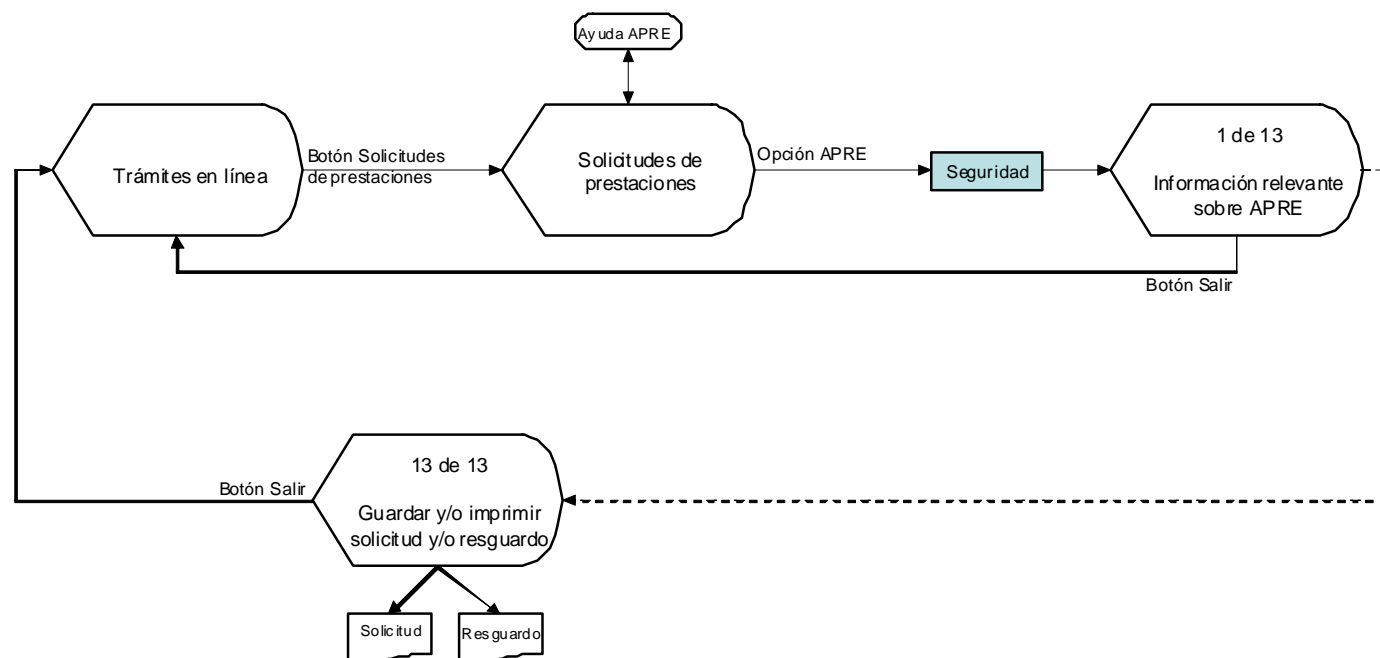 Ayuda APRE
Trámites en línea
Botón Solicitudes
de prestaciones
Solicitudes de
prestaciones
Opción APRE
Seguridad
1 de 13
Información relevante
sobre APRE
Botón Salir
13 de 13
Guardar y/o imprimir
solicitud y/o resguardo
Botón Salir
Solicitud
Resguardo